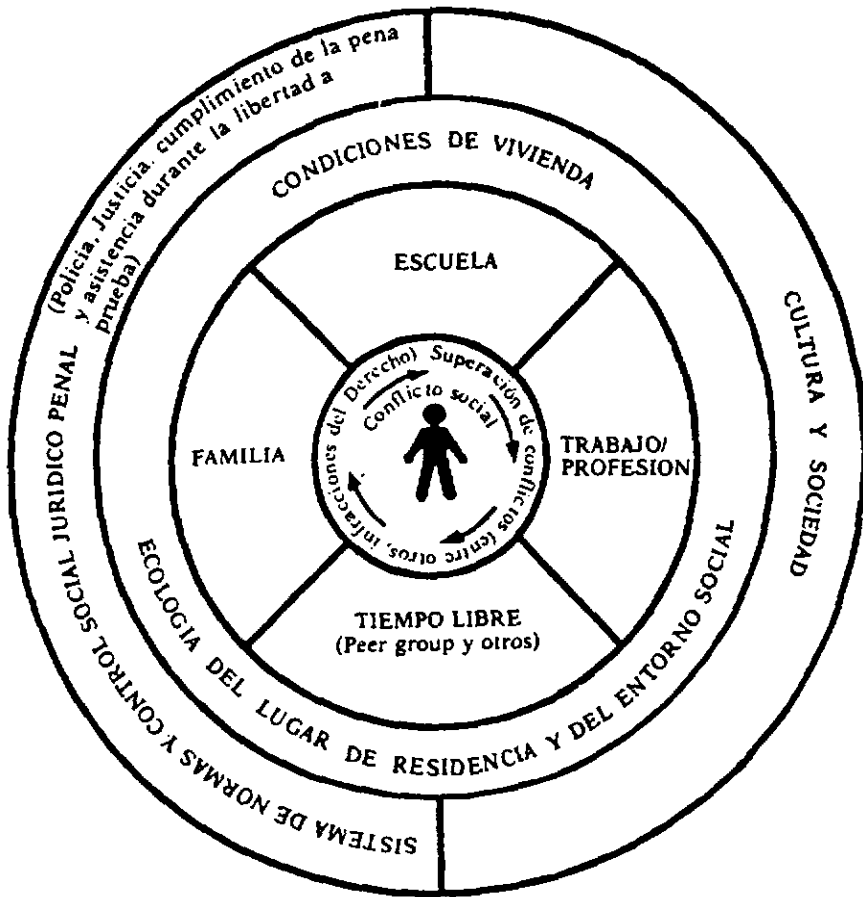 SISTEMA DE NORMAS Y CONTROL SOCIAL JURIDICO PENAL
(Policia, Justicia. cumplimiento de la pena
y asistencia durante la libertad a
prueba)
CULTURA Y SOCIEDAD
CONDICIONES DE VIVIENDA
ECOLOGIA DEL LUGAR DE RESIDENCIA Y DEL ENTORNO SOCIAL
ESCUELA
FAMILIA
TRABAJO/
PROFESION
TIEMPO LIBRE
(Peer group y otros)
Superación de conflictos (entre otros, infracciones del Derecho)
Conflicto social